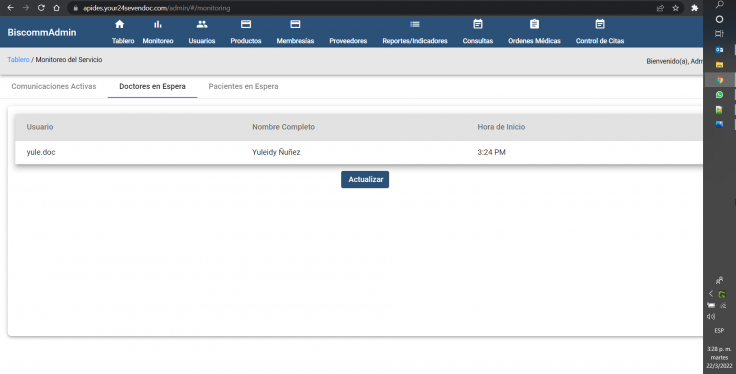 apides.your24sevendoc.com/admin/#/monitoring
BiscommAdmin
Tablero Monitoreo Usuarios Productos Membresías Proveedores Reportes/Indicadores Consultas Ordenes Médicas Control de Citas
Tablero / Monitoreo del Servicio
Bienvenido(a), Adm
Comunicaciones Activas Doctores en Espera Pacientes en Espera
Usuario Nombre Completo Hora de Inicio
yule.doc Yuleidy Ñuñez 3:24 PM
Actualizar
ESP
3:28 p. m.
martes
22/3/2022